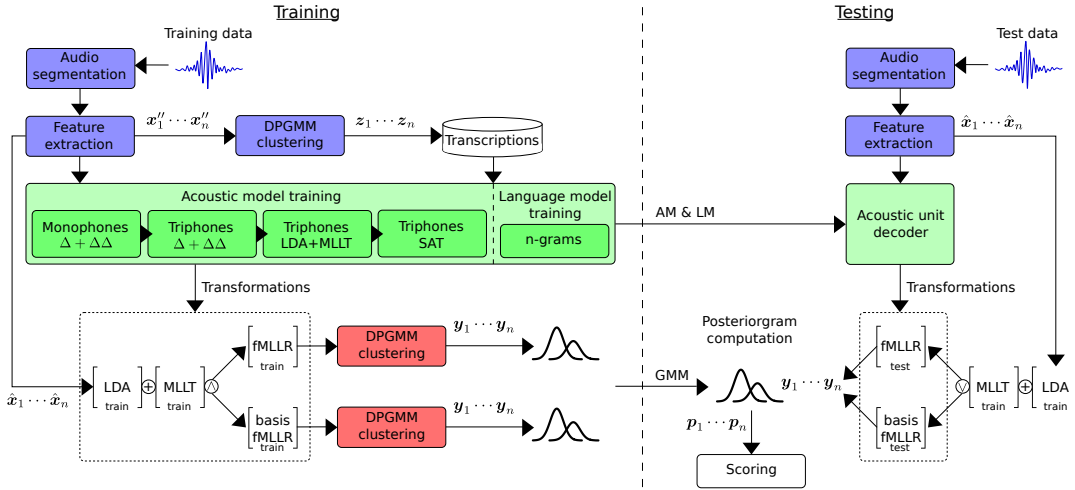 Training
Testing
Training data
Test data
Audio
segmentation
Audio
segmentation
Feature
extraction
x''₁ ⋯ x''ₙ
DPGMM
clustering
z₁ ⋯ zₙ
Transcriptions
Feature
extraction
x̂₁ ⋯ x̂ₙ
Acoustic model training
Language model
training
Monophones
Δ + ΔΔ
Triphones
Δ + ΔΔ
Triphones
LDA+MLLT
Triphones
SAT
n-grams
AM & LM
Acoustic unit
decoder
Transformations
Transformations
x̂₁ ⋯ x̂ₙ
[LDA]
train
+
[MLLT]
train
∧
[fMLLR]
train
[basis
fMLLR]
train
DPGMM
clustering
y₁ ⋯ yₙ
DPGMM
clustering
y₁ ⋯ yₙ
GMM
Posteriorgram
computation
y₁ ⋯ yₙ
p₁ ⋯ pₙ
Scoring
[fMLLR]
test
[basis
fMLLR]
test
∨
[MLLT]
train
+
[LDA]
train